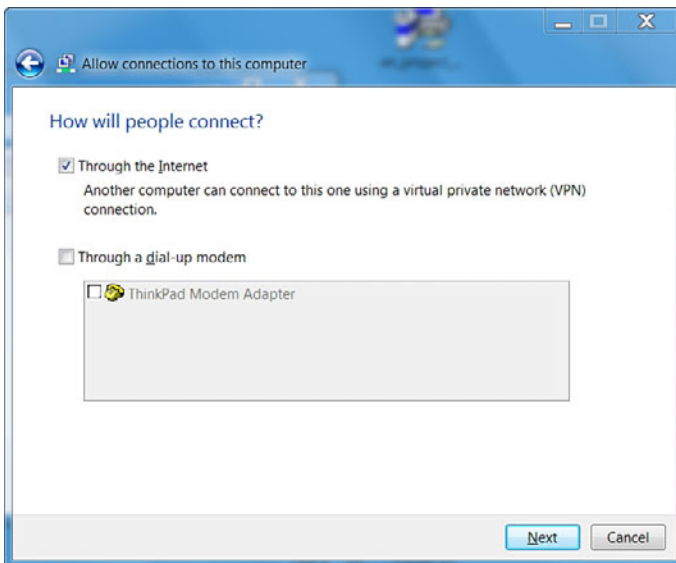 Allow connections to this computer
How will people connect?
Through the Internet
Another computer can connect to this one using a virtual private network (VPN)
connection.
Through a dial-up modem
ThinkPad Modem Adapter
Next Cancel